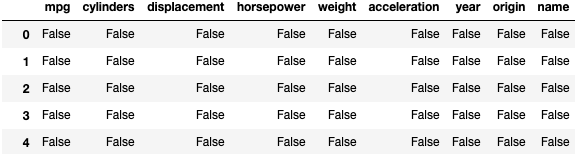 mpg cylinders displacement horsepower weight acceleration year origin name
0 False False False False False False False False False
1 False False False False False False False False False
2 False False False False False False False False False
3 False False False False False False False False False
4 False False False False False False False False False